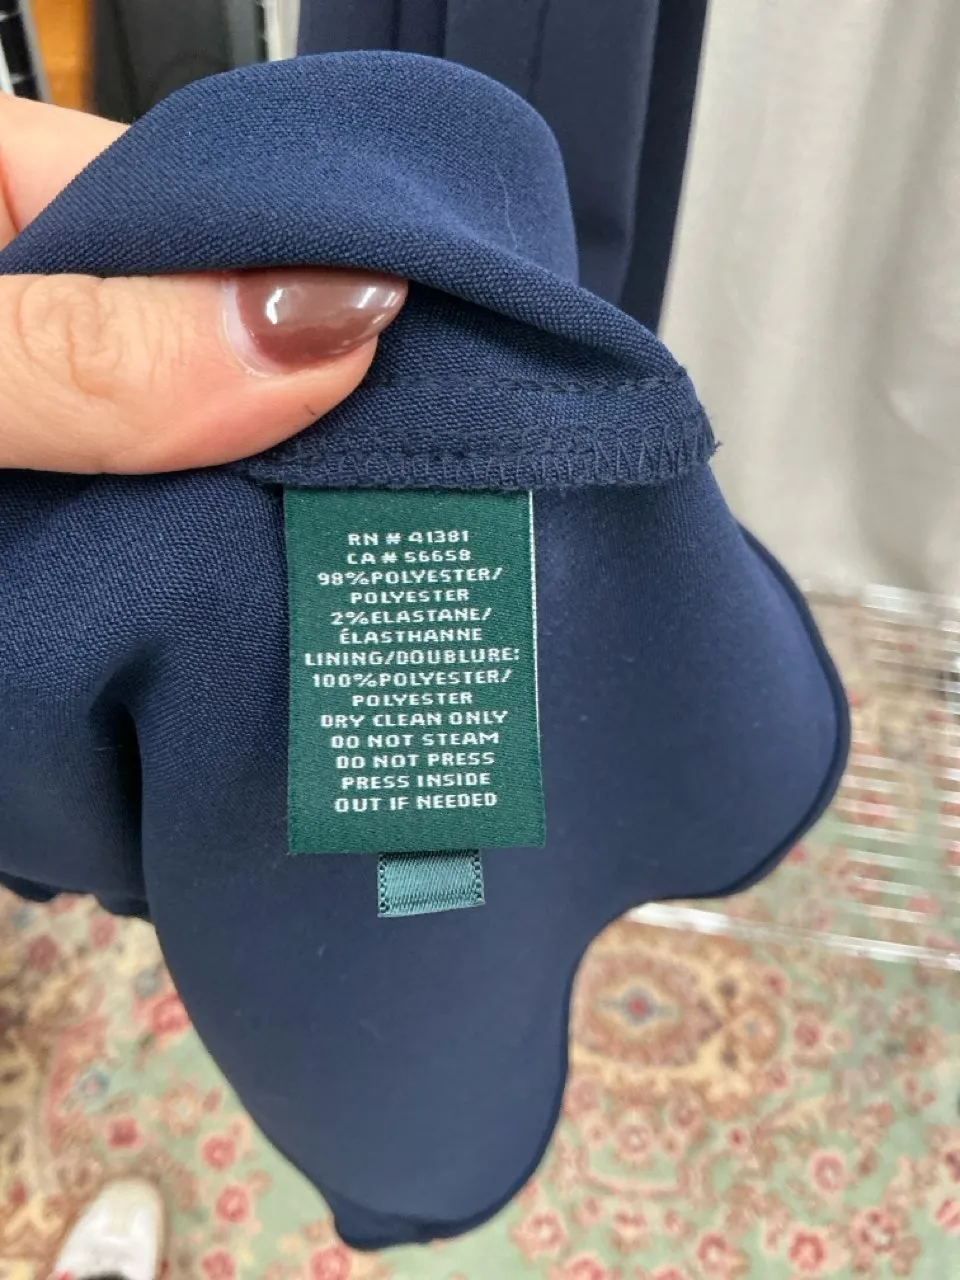 RN # 41381
CA # 56658
98%POLYESTER/
POLYESTER
2%ELASTANE/
ÉLASTHANNE
LINING/DOUBLURE:
100%POLYESTER/
POLYESTER
DRY CLEAN ONLY
DO NOT STEAM
DO NOT PRESS
PRESS INSIDE
OUT IF NEEDED